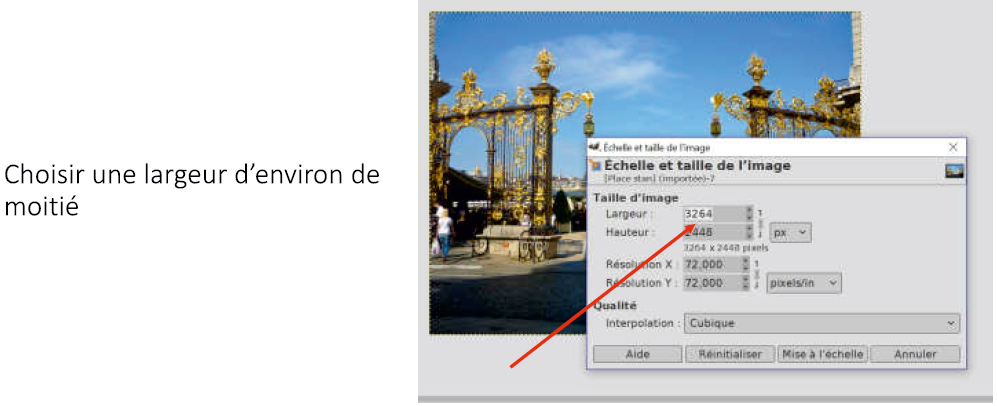 Choisir une largeur d’environ de
moitié
Échelle et taille de l'image
Échelle et taille de l'image
[Place stan] (importée)-7
Taille d'image
Largeur : 3264
Hauteur : 2448 px
3264 x 2448 pixels
Résolution X : 72,000
Résolution Y : 72,000 pixels/in
Qualité
Interpolation : Cubique
Aide Réinitialiser Mise à l'échelle Annuler